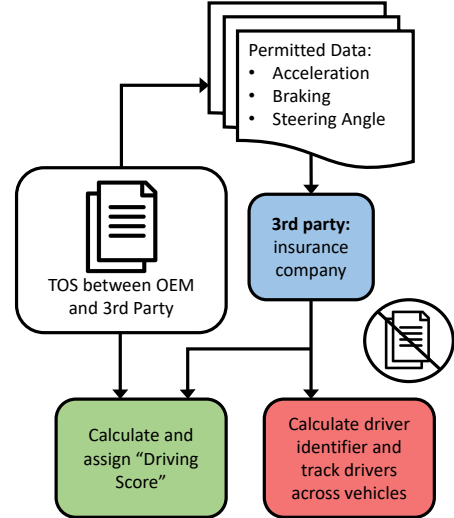 Permitted Data:
• Acceleration
• Braking
• Steering Angle
TOS between OEM
and 3rd Party
3rd party:
insurance
company
Calculate and
assign “Driving
Score”
Calculate driver
identifier and
track drivers
across vehicles